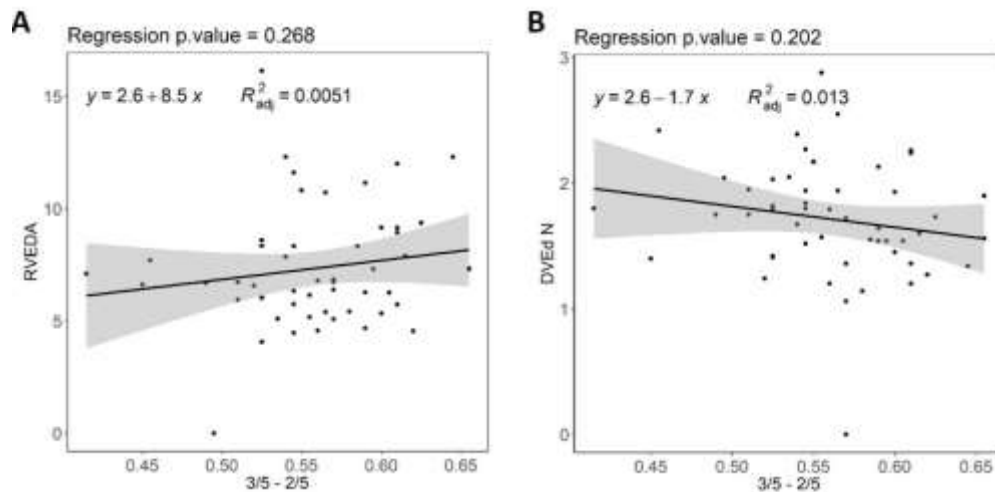 A
Regression p.value = 0.268
y = 2.6 + 8.5 x R²adj = 0.0051
15
10
5
0
RVEDA
0.45 0.50 0.55 0.60 0.65
3/5 - 2/5
B
Regression p.value = 0.202
y = 2.6 − 1.7 x R²adj = 0.013
3
2
1
0
DVEd N
0.45 0.50 0.55 0.60 0.65
3/5 - 2/5